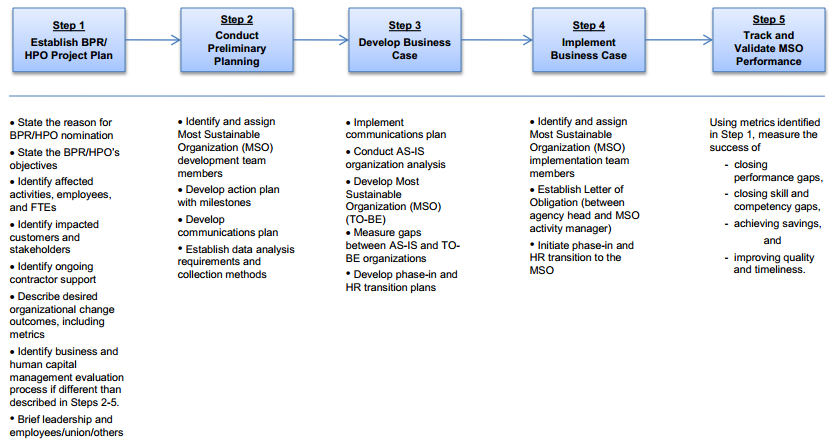 Step 1
Establish BPR/
HPO Project Plan
Step 2
Conduct
Preliminary
Planning
Step 3
Develop Business
Case
Step 4
Implement
Business Case
Step 5
Track and
Validate MSO
Performance
• State the reason for
BPR/HPO nomination
• State the BPR/HPO's
objectives
• Identify affected
activities, employees,
and FTEs
• Identify impacted
customers and
stakeholders
• Identify ongoing
contractor support
• Describe desired
organizational change
outcomes, including
metrics
• Identify business and
human capital
management evaluation
process if different than
described in Steps 2-5.
• Brief leadership and
employees/union/others
• Identify and assign
Most Sustainable
Organization (MSO)
development team
members
• Develop action plan
with milestones
• Develop
communications plan
• Establish data analysis
requirements and
collection methods
• Implement
communications plan
• Conduct AS-IS
organization analysis
• Develop Most
Sustainable
Organization (MSO)
(TO-BE)
• Measure gaps
between AS-IS and TO-
BE organizations
• Develop phase-in and
HR transition plans
• Identify and assign
Most Sustainable
Organization (MSO)
implementation team
members
• Establish Letter of
Obligation (between
agency head and MSO
activity manager)
• Initiate phase-in and
HR transition to the
MSO
Using metrics identified
in Step 1, measure the
success of
- closing
performance gaps,
- closing skill and
competency gaps,
- achieving savings,
and
- improving quality
and timeliness.